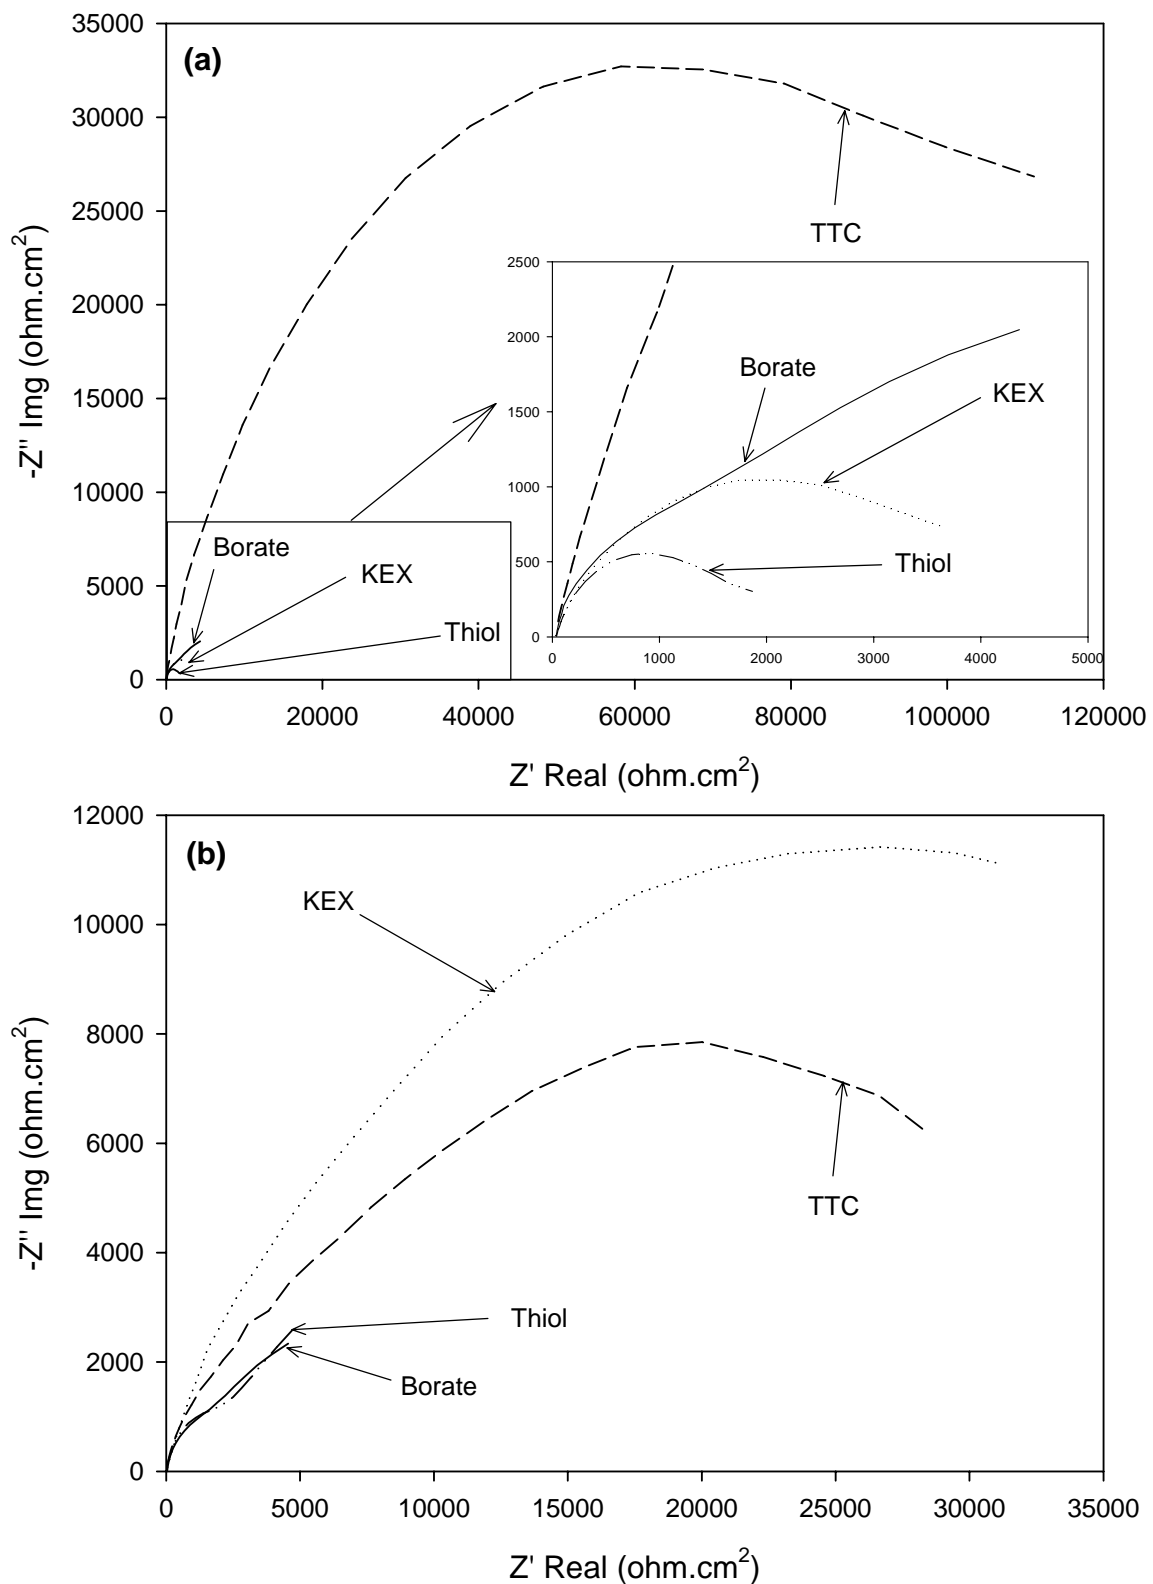 35000
(a)
30000
TTC
25000
2500
20000
2000
Borate
KEX
15000
1500
-Z'' Img (ohm.cm²)
10000
1000
Borate
500
Thiol
KEX
5000
Thiol
0
0 1000 2000 3000 4000 5000
0
0 20000 40000 60000 80000 100000 120000
Z' Real (ohm.cm²)
12000
(b)
KEX
10000
8000
-Z'' Img (ohm.cm²)
6000
TTC
4000
Thiol
2000
Borate
0
0 5000 10000 15000 20000 25000 30000 35000
Z' Real (ohm.cm²)